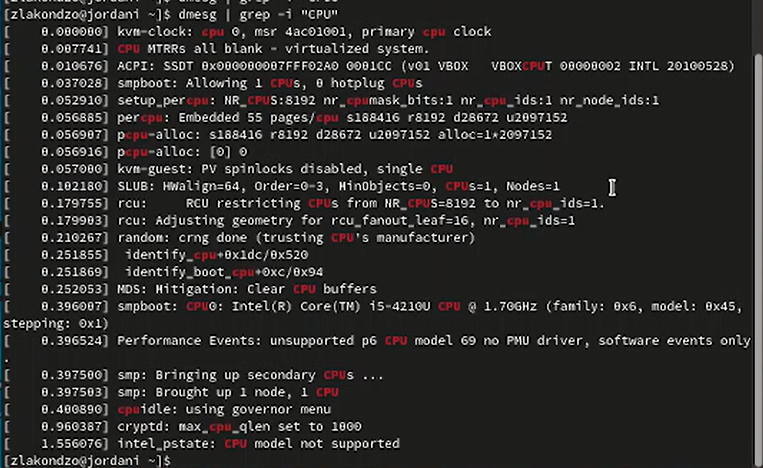 [zlakondzo@jordani ~]$ dmesg | grep -i "CPU"
[    0.000000] kvm-clock: cpu 0, msr 4ac01001, primary cpu clock
[    0.007741] CPU MTRRs all blank - virtualized system.
[    0.010676] ACPI: SSDT 0x000000007FFF02A0 0001CC (v01 VBOX   VBOXCPUT 00000002 INTL 20100528)
[    0.037028] smpboot: Allowing 1 CPUs, 0 hotplug CPUs
[    0.052910] setup_percpu: NR_CPUS:8192 nr_cpumask_bits:1 nr_cpu_ids:1 nr_node_ids:1
[    0.056885] percpu: Embedded 55 pages/cpu s188416 r8192 d28672 u2097152
[    0.056907] pcpu-alloc: s188416 r8192 d28672 u2097152 alloc=1*2097152
[    0.056916] pcpu-alloc: [0] 0
[    0.057000] kvm-guest: PV spinlocks disabled, single CPU
[    0.102180] SLUB: HWalign=64, Order=0-3, MinObjects=0, CPUs=1, Nodes=1
[    0.179755] rcu:     RCU restricting CPUs from NR_CPUS=8192 to nr_cpu_ids=1.
[    0.179903] rcu: Adjusting geometry for rcu_fanout_leaf=16, nr_cpu_ids=1
[    0.210267] random: crng done (trusting CPU's manufacturer)
[    0.251855]  identify_cpu+0x1dc/0x520
[    0.251869]  identify_boot_cpu+0xc/0x94
[    0.252053] MDS: Mitigation: Clear CPU buffers
[    0.396007] smpboot: CPU0: Intel(R) Core(TM) i5-4210U CPU @ 1.70GHz (family: 0x6, model: 0x45,
stepping: 0x1)
[    0.396524] Performance Events: unsupported p6 CPU model 69 no PMU driver, software events only
.
[    0.397500] smp: Bringing up secondary CPUs ...
[    0.397503] smp: Brought up 1 node, 1 CPU
[    0.400890] cpuidle: using governor menu
[    0.960387] cryptd: max_cpu_qlen set to 1000
[    1.556076] intel_pstate: CPU model not supported
[zlakondzo@jordani ~]$